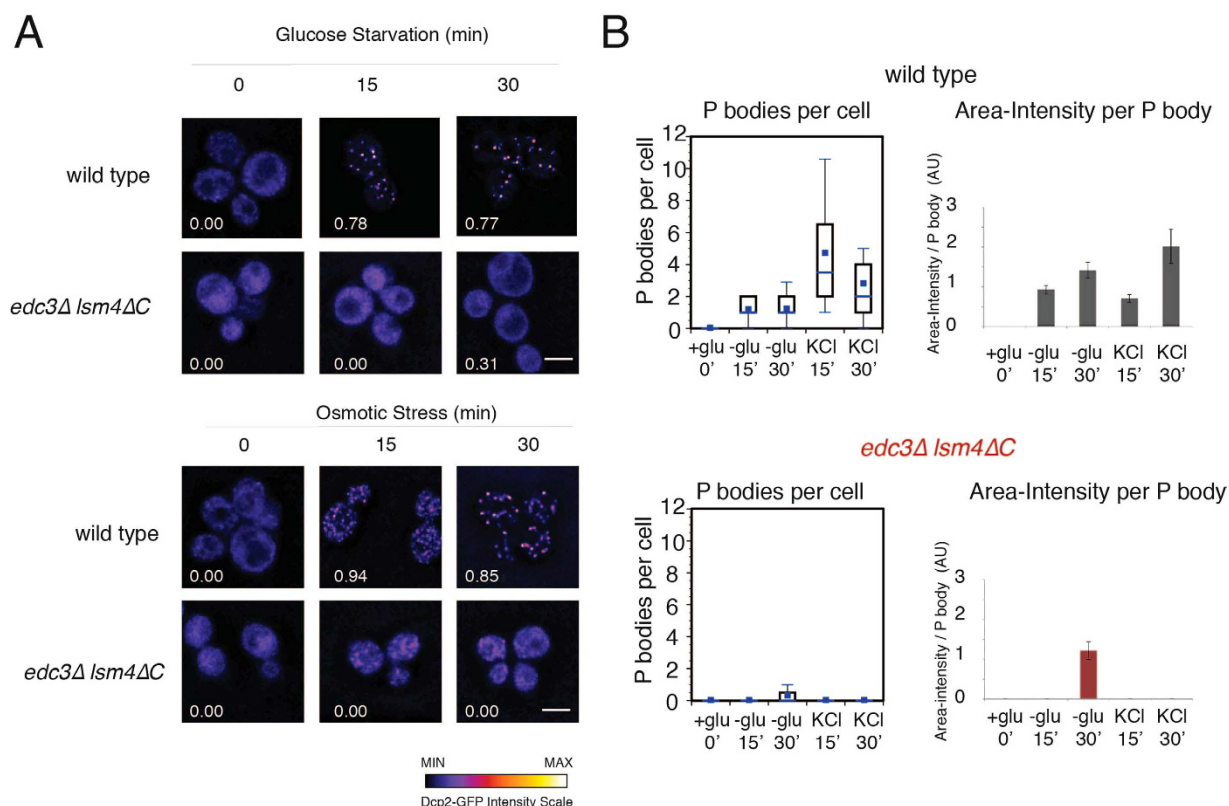 A
Glucose Starvation (min)
0 15 30
wild type
0.00 0.78 0.77
edc3Δ lsm4ΔC
0.00 0.00 0.31
Osmotic Stress (min)
0 15 30
wild type
0.00 0.94 0.85
edc3Δ lsm4ΔC
0.00 0.00 0.00
MIN MAX
Dcp2-GFP Intensity Scale
B
wild type
P bodies per cell
P bodies per cell
12
10
8
6
4
2
0
+glu -glu -glu KCl KCl
0' 15' 30' 15' 30'
Area-Intensity per P body
Area-Intensity / P body (AU)
3
2
1
0
+glu -glu -glu KCl KCl
0' 15' 30' 15' 30'
edc3Δ lsm4ΔC
P bodies per cell
P bodies per cell
12
10
8
6
4
2
0
+glu -glu -glu KCl KCl
0' 15' 30' 15' 30'
Area-Intensity per P body
Area-intensity / P body (AU)
3
2
1
0
+glu -glu -glu KCl KCl
0' 15' 30' 15' 30'